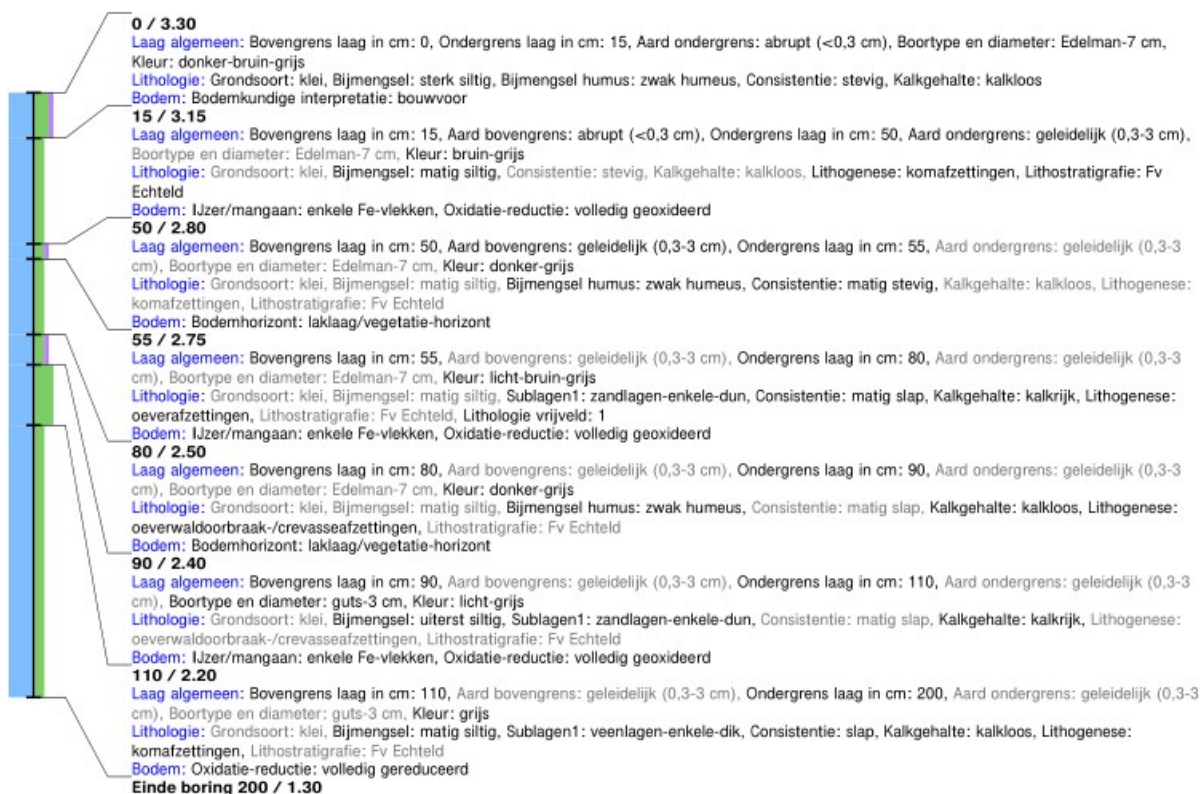 0 / 3.30
Laag algemeen: Bovengrens laag in cm: 0, Ondergrens laag in cm: 15, Aard ondergrens: abrupt (<0,3 cm), Boortype en diameter: Edelman-7 cm,
Kleur: donker-bruin-grijs
Lithologie: Grondsoort: klei, Bijmengsel: sterk siltig, Bijmengsel humus: zwak humeus, Consistentie: stevig, Kalkgehalte: kalkloos
Bodem: Bodemkundige interpretatie: bouwvoor
15 / 3.15
Laag algemeen: Bovengrens laag in cm: 15, Aard bovengrens: abrupt (<0,3 cm), Ondergrens laag in cm: 50, Aard ondergrens: geleidelijk (0,3-3 cm),
Boortype en diameter: Edelman-7 cm, Kleur: bruin-grijs
Lithologie: Grondsoort: klei, Bijmengsel: matig siltig, Consistentie: stevig, Kalkgehalte: kalkloos, Lithogenese: komafzettingen, Lithostratigrafie: Fv
Echteld
Bodem: IJzer/mangaan: enkele Fe-vlekken, Oxidatie-reductie: volledig geoxideerd
50 / 2.80
Laag algemeen: Bovengrens laag in cm: 50, Aard bovengrens: geleidelijk (0,3-3 cm), Ondergrens laag in cm: 55, Aard ondergrens: geleidelijk (0,3-3
cm), Boortype en diameter: Edelman-7 cm, Kleur: donker-grijs
Lithologie: Grondsoort: klei, Bijmengsel: matig siltig, Bijmengsel humus: zwak humeus, Consistentie: matig stevig, Kalkgehalte: kalkloos, Lithogenese:
komafzettingen, Lithostratigrafie: Fv Echteld
Bodem: Bodemhorizont: laklaag/vegetatie-horizont
55 / 2.75
Laag algemeen: Bovengrens laag in cm: 55, Aard bovengrens: geleidelijk (0,3-3 cm), Ondergrens laag in cm: 80, Aard ondergrens: geleidelijk (0,3-3
cm), Boortype en diameter: Edelman-7 cm, Kleur: licht-bruin-grijs
Lithologie: Grondsoort: klei, Bijmengsel: matig siltig, Sublagen1: zandlagen-enkele-dun, Consistentie: matig slap, Kalkgehalte: kalkrijk, Lithogenese:
oeverafzettingen, Lithostratigrafie: Fv Echteld, Lithologie vrijveld: 1
Bodem: IJzer/mangaan: enkele Fe-vlekken, Oxidatie-reductie: volledig geoxideerd
80 / 2.50
Laag algemeen: Bovengrens laag in cm: 80, Aard bovengrens: geleidelijk (0,3-3 cm), Ondergrens laag in cm: 90, Aard ondergrens: geleidelijk (0,3-3
cm), Boortype en diameter: Edelman-7 cm, Kleur: donker-grijs
Lithologie: Grondsoort: klei, Bijmengsel: matig siltig, Bijmengsel humus: zwak humeus, Consistentie: matig slap, Kalkgehalte: kalkloos, Lithogenese:
oeverwaldoorbraak-/crevasseafzettingen, Lithostratigrafie: Fv Echteld
Bodem: Bodemhorizont: laklaag/vegetatie-horizont
90 / 2.40
Laag algemeen: Bovengrens laag in cm: 90, Aard bovengrens: geleidelijk (0,3-3 cm), Ondergrens laag in cm: 110, Aard ondergrens: geleidelijk (0,3-3
cm), Boortype en diameter: guts-3 cm, Kleur: licht-grijs
Lithologie: Grondsoort: klei, Bijmengsel: uiterst siltig, Sublagen1: zandlagen-enkele-dun, Consistentie: matig slap, Kalkgehalte: kalkrijk, Lithogenese:
oeverwaldoorbraak-/crevasseafzettingen, Lithostratigrafie: Fv Echteld
Bodem: IJzer/mangaan: enkele Fe-vlekken, Oxidatie-reductie: volledig geoxideerd
110 / 2.20
Laag algemeen: Bovengrens laag in cm: 110, Aard bovengrens: geleidelijk (0,3-3 cm), Ondergrens laag in cm: 200, Aard ondergrens: geleidelijk (0,3-3
cm), Boortype en diameter: guts-3 cm, Kleur: grijs
Lithologie: Grondsoort: klei, Bijmengsel: matig siltig, Sublagen1: veenlagen-enkele-dik, Consistentie: slap, Kalkgehalte: kalkloos, Lithogenese:
komafzettingen, Lithostratigrafie: Fv Echteld
Bodem: Oxidatie-reductie: volledig gereduceerd
Einde boring 200 / 1.30